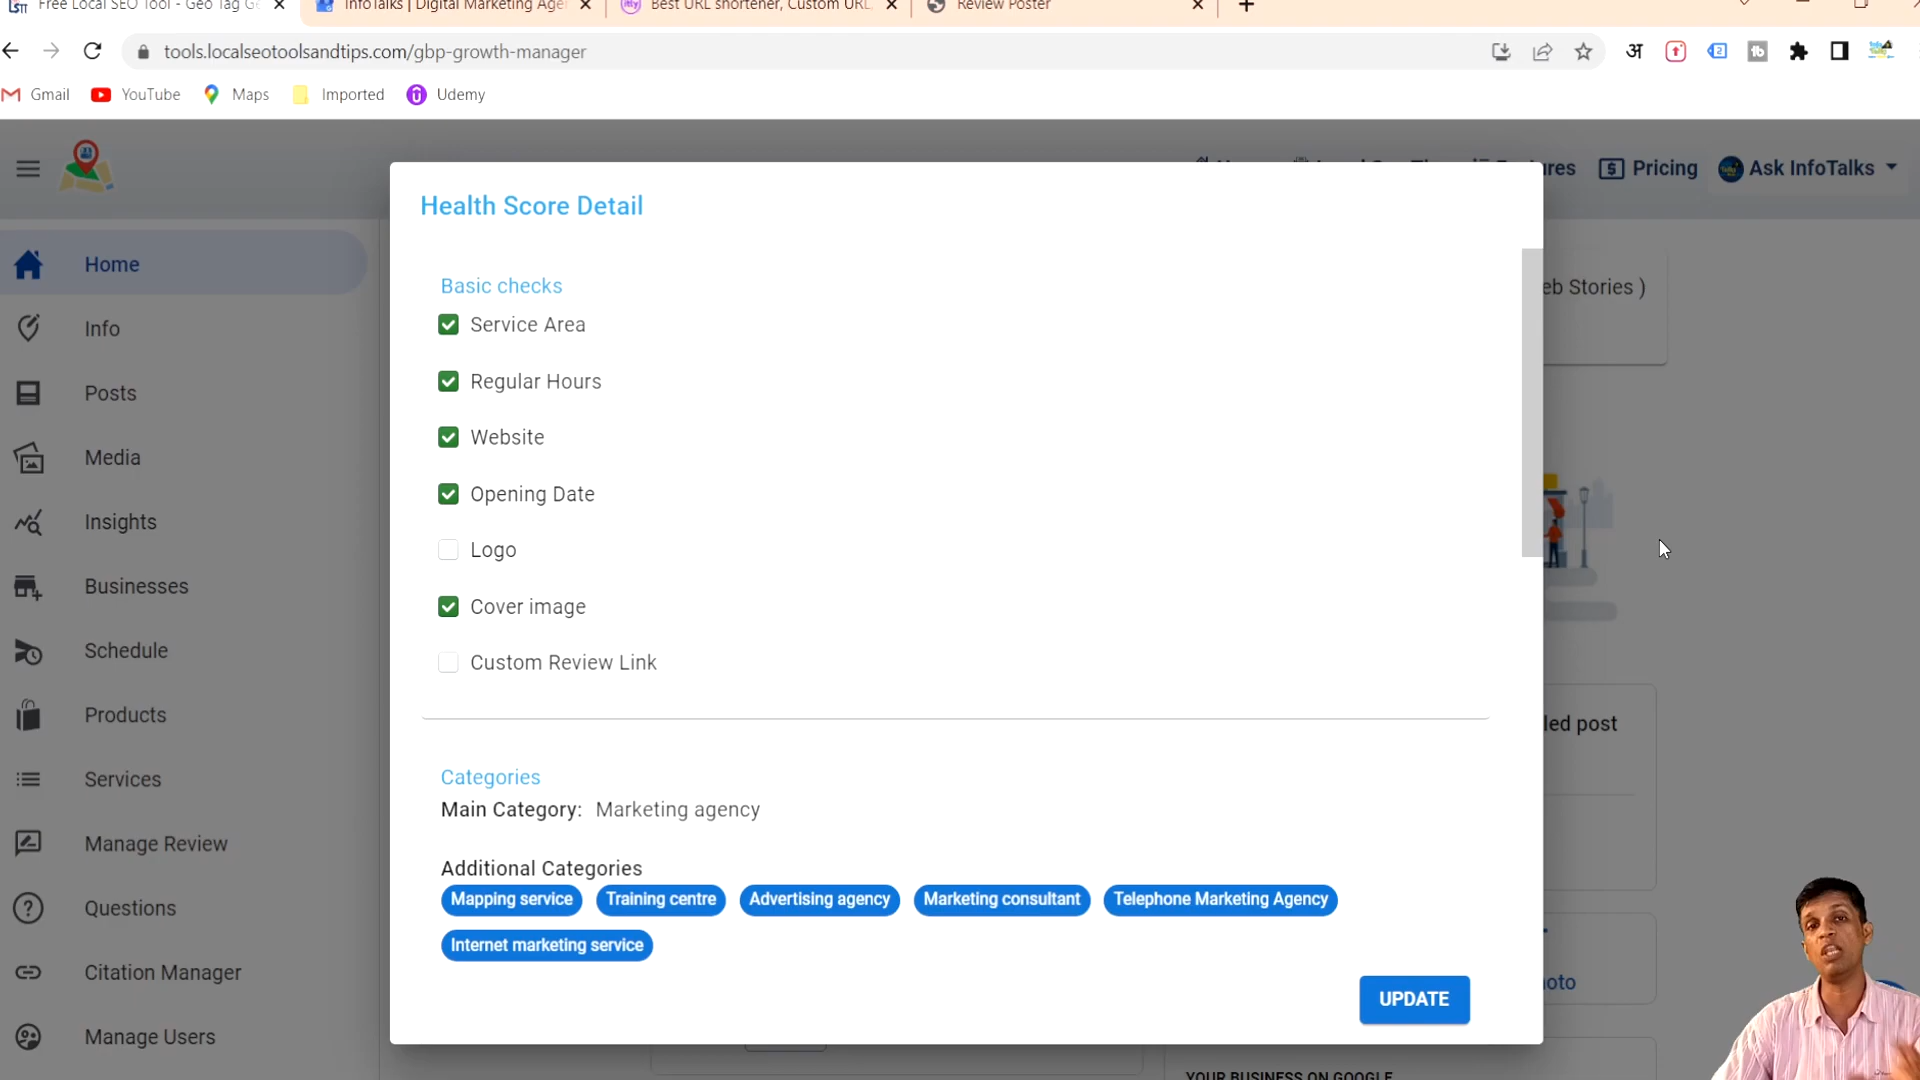 Free Local SEO Tool - Geo Tag
InfoTalks | Digital Marketing Age
Best URL shortener, Custom URL,
Review Poster
tools.localseotoolsandtips.com/gbp-growth-manager
Gmail
YouTube
Maps
Imported
Udemy
Pricing
Ask InfoTalks
Home
Info
Posts
Media
Insights
Businesses
Schedule
Products
Services
Manage Review
Questions
Citation Manager
Manage Users
Health Score Detail
Basic checks
Service Area
Regular Hours
Website
Opening Date
Logo
Cover image
Custom Review Link
Categories
Main Category: Marketing agency
Additional Categories
Mapping service Training centre Advertising agency Marketing consultant Telephone Marketing Agency
Internet marketing service
UPDATE
eb Stories )
led post
oto
YOUR BUSINESS ON GOOGLE